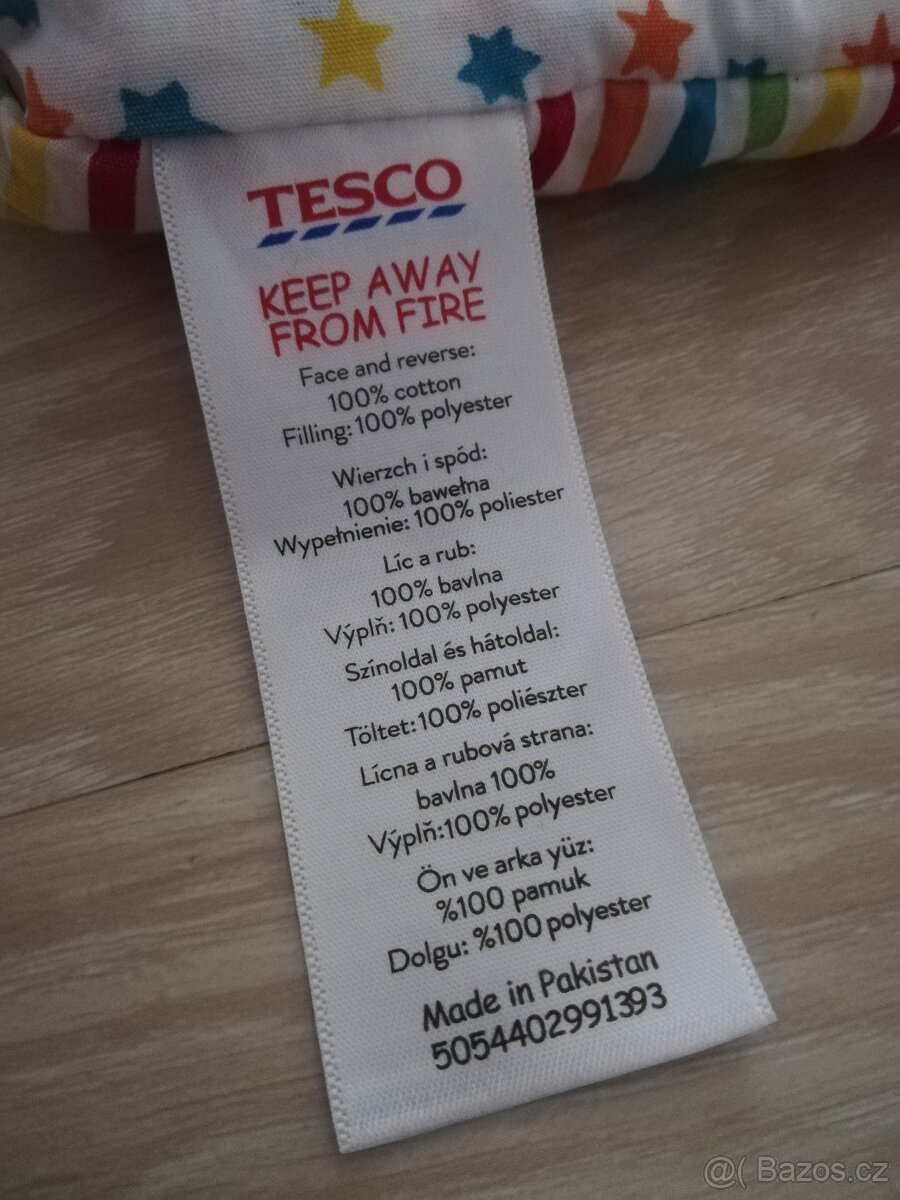 TESCO
KEEP AWAY
FROM FIRE
Face and reverse:
100% cotton
Filling: 100% polyester
Wierzch i spód:
100% bawełna
Wypełnienie: 100% poliester
Líc a rub:
100% bavlna
Výplň: 100% polyester
Színoldal és hátoldal:
100% pamut
Töltet:100% poliészter
Lícna a rubová strana:
bavlna 100%
Výplň:100% polyester
Ön ve arka yüz:
%100 pamuk
Dolgu: %100 polyester
Made in Pakistan
5054402991393
@( Bazos.cz